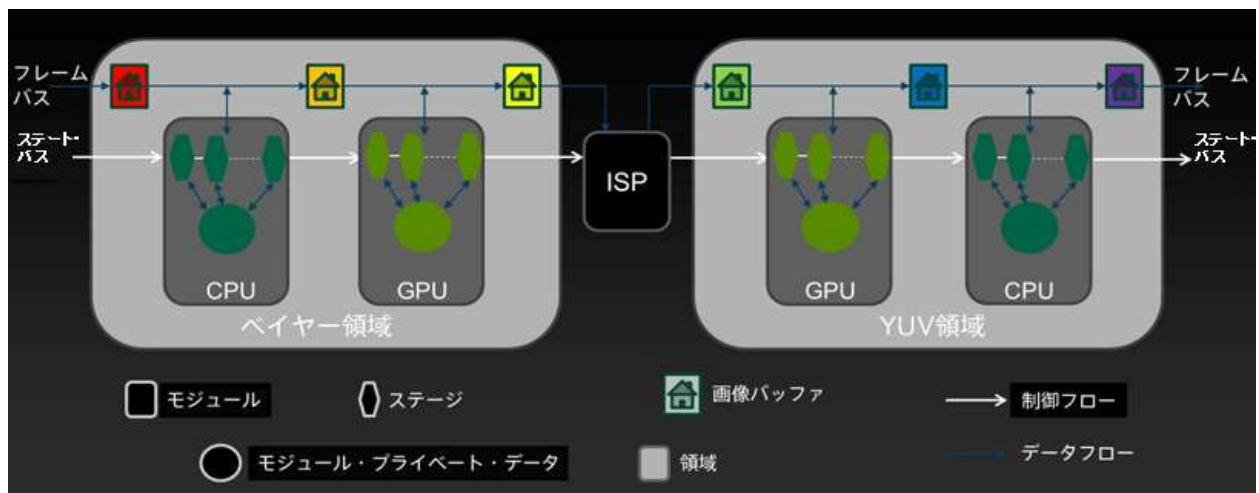 フレーム
バス
ステート・
バス
CPU
GPU
ベイヤー領域
ISP
GPU
CPU
YUV領域
フレーム
バス
ステート・
バス
モジュール
ステージ
画像バッファ
制御フロー
モジュール・プライベート・データ
領域
データフロー